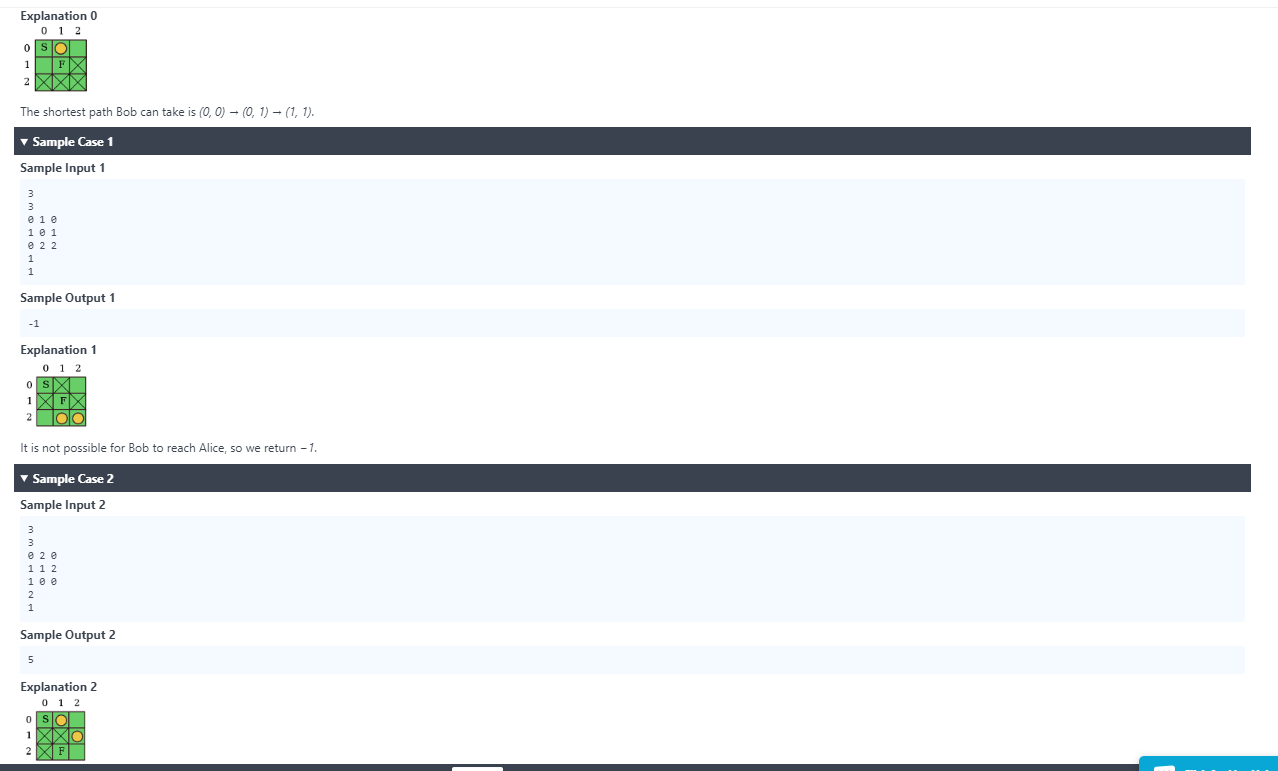 Explanation 0
0 1 2
0 S
1 F
2
The shortest path Bob can take is (0, 0) → (0, 1) → (1, 1).
▼ Sample Case 1
Sample Input 1
3
3
0 1 0
1 0 1
0 2 2
1
1
Sample Output 1
-1
Explanation 1
0 1 2
0 S
1 F
2
It is not possible for Bob to reach Alice, so we return −1.
▼ Sample Case 2
Sample Input 2
3
3
0 2 0
1 1 2
1 0 0
2
1
Sample Output 2
5
Explanation 2
0 1 2
0 S
1
2 F